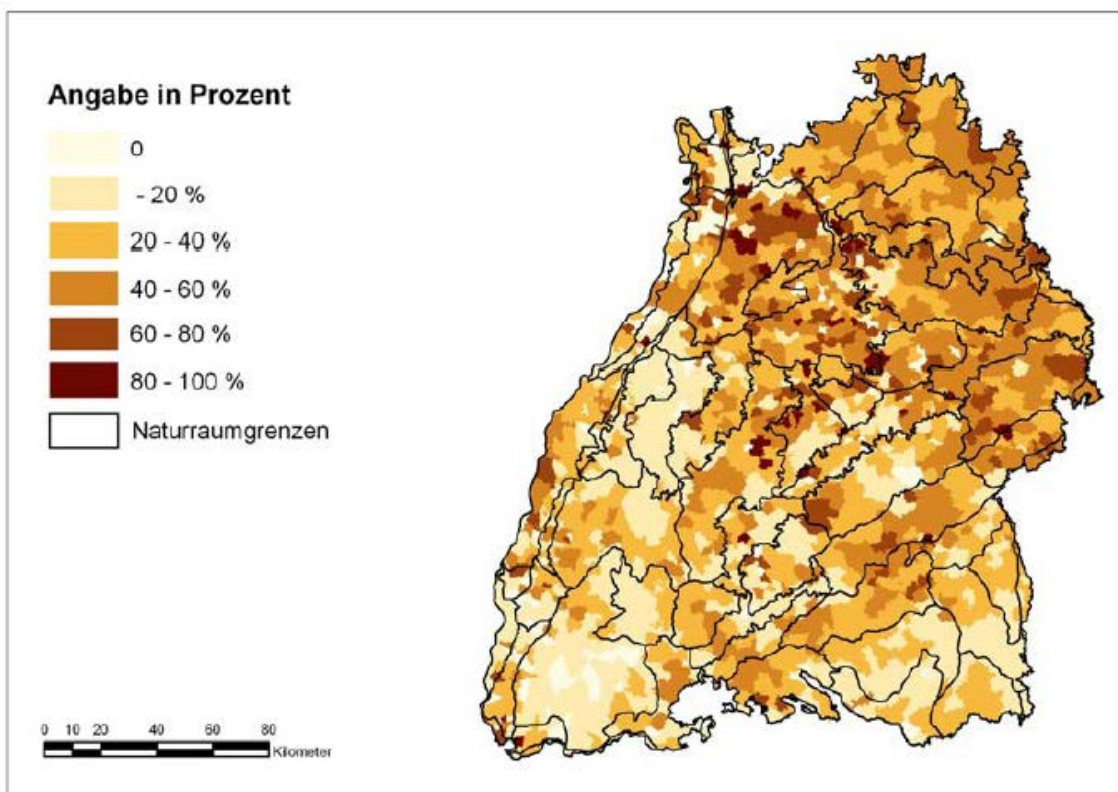 Angabe in Prozent
0
- 20 %
20 - 40 %
40 - 60 %
60 - 80 %
80 - 100 %
Naturraumgrenzen
0 10 20 40 60 80
Kilometer